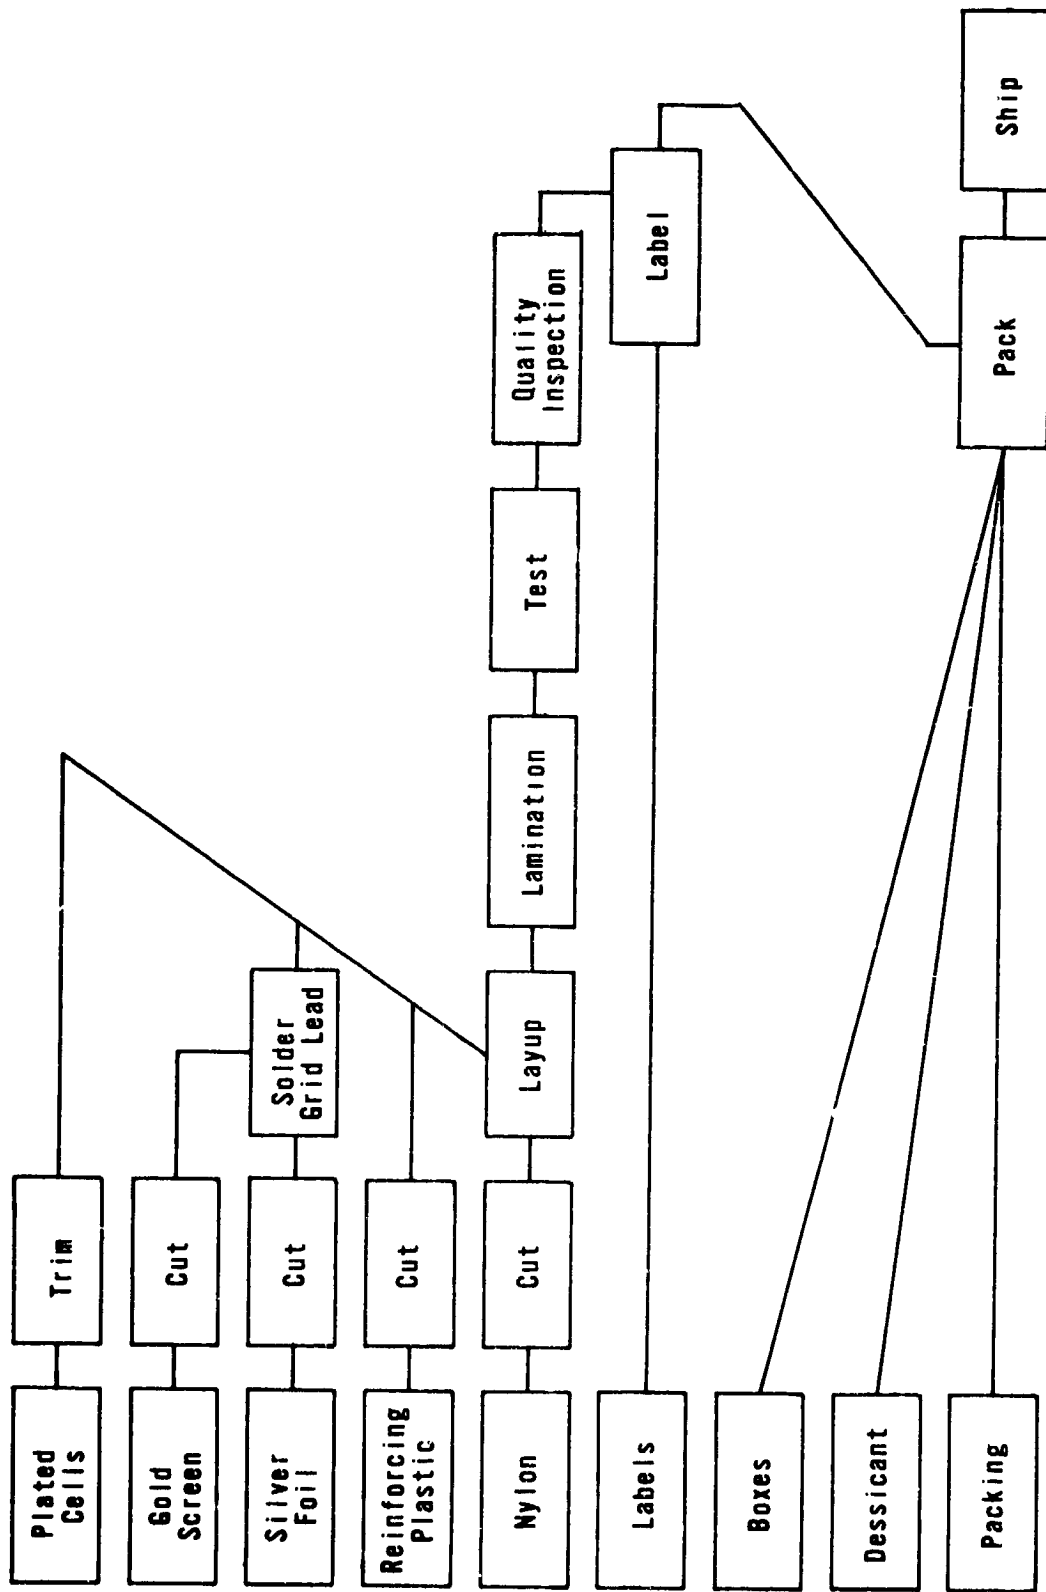 Plated
Cells
Trim
Gold
Screen
Cut
Silver
Foil
Cut
Solder
Grid Lead
Reinforcing
Plastic
Cut
Nylon
Cut
Layup
Lamination
Test
Quality
Inspection
Labels
Label
Boxes
Dessicant
Packing
Pack
Ship